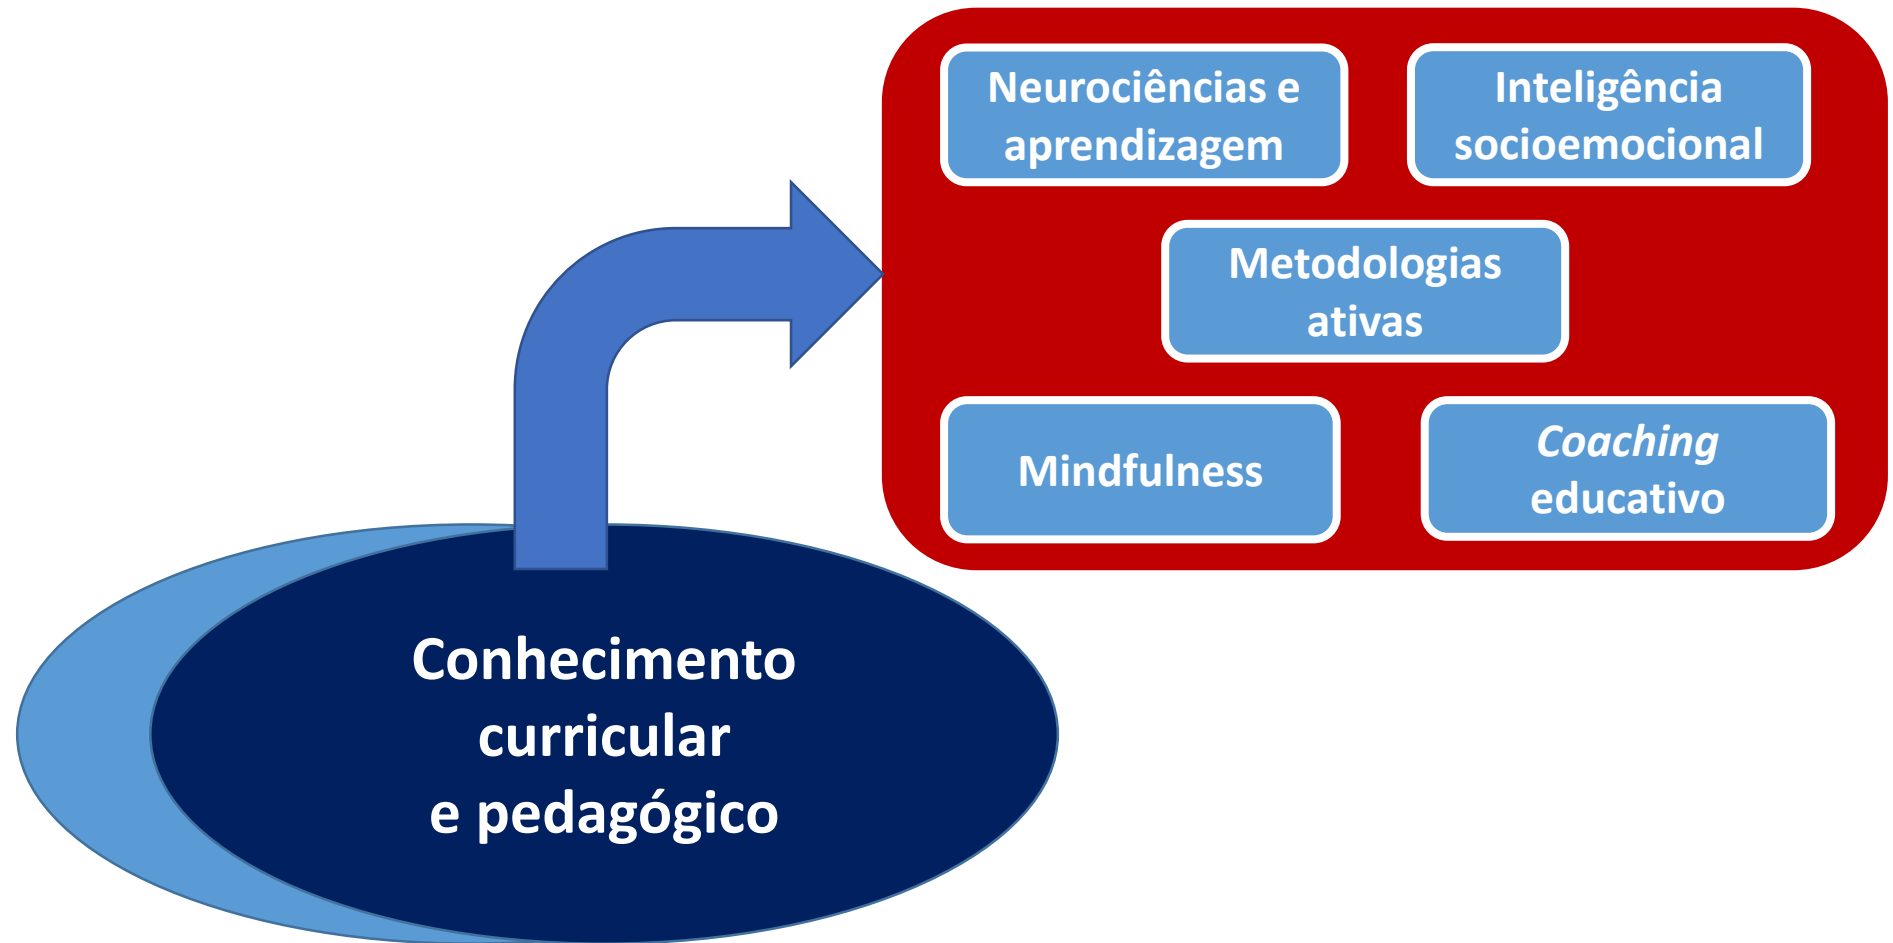 Neurociências e
aprendizagem
Inteligência
socioemocional
Metodologias
ativas
Mindfulness
Coaching
educativo
Conhecimento
curricular
e pedagógico